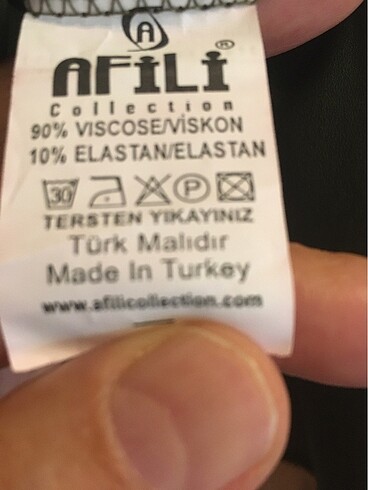 A
AFiLi®
Collection
90% VISCOSE/VİSKON
10% ELASTAN/ELASTAN
30 P
TERSTEN YIKAYINIZ
Türk Malıdır
Made In Turkey
www.afilicollection.com